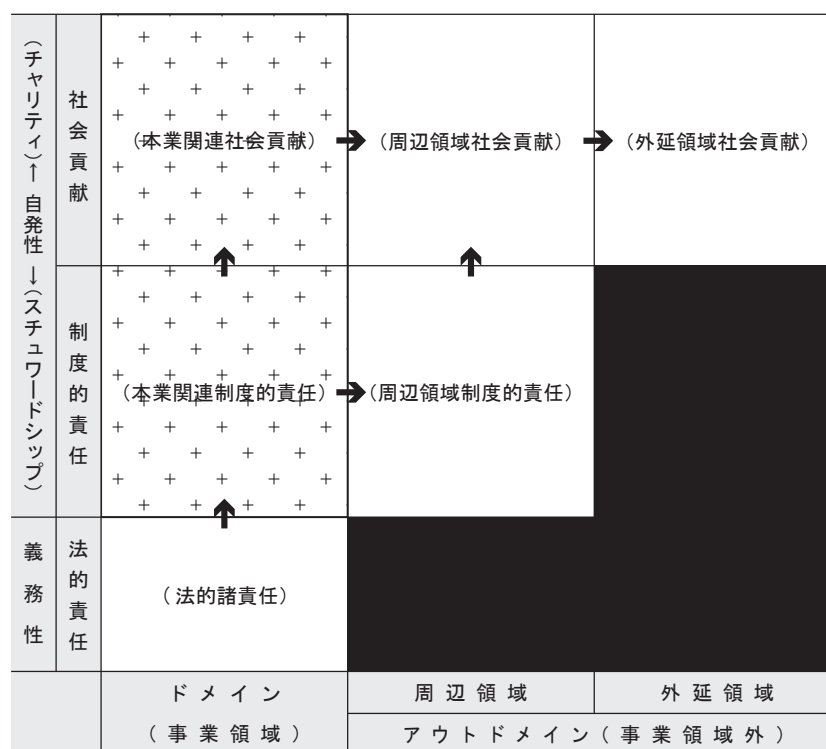 (チャリティ)↑ 自発性 ↓(スチュワードシップ)
社会貢献
(本業関連社会貢献)
(周辺領域社会貢献)
(外延領域社会貢献)
制度的責任
(本業関連制度的責任)
(周辺領域制度的責任)
義務性
法的責任
(法的諸責任)
ドメイン
(事業領域)
周辺領域
外延領域
アウトドメイン(事業領域外)